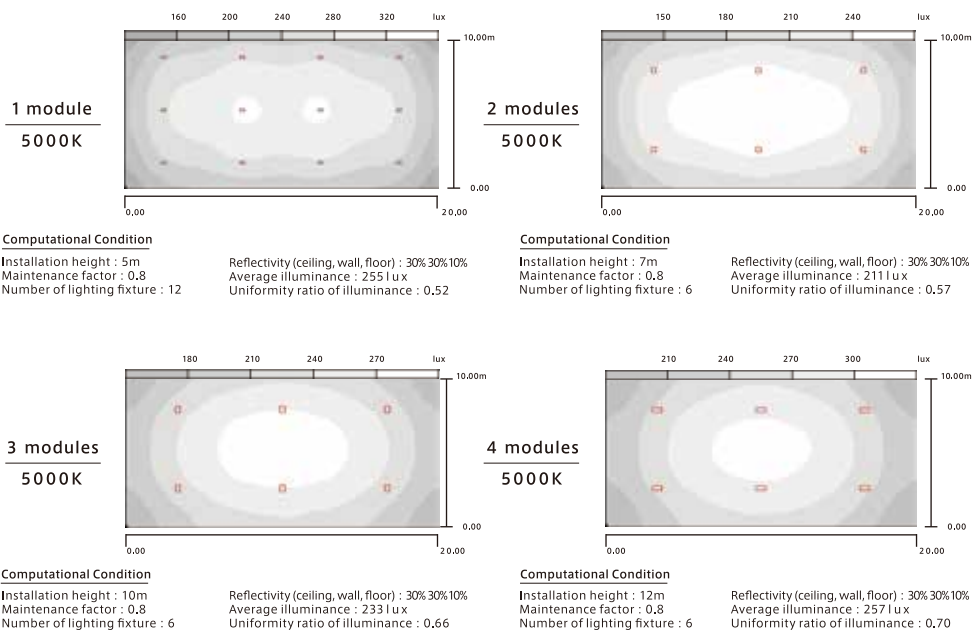 160 200 240 280 320 lux
10,00m
1 module
5000K
0.00
0,00 20,00
Computational Condition
Installation height : 5m
Maintenance factor : 0.8
Number of lighting fixture : 12
Reflectivity (ceiling, wall, floor) : 30%30%10%
Average illuminance : 255 lux
Uniformity ratio of illuminance : 0.52
150 180 210 240 lux
10,00m
2 modules
5000K
0.00
0,00 20,00
Computational Condition
Installation height : 7m
Maintenance factor : 0.8
Number of lighting fixture : 6
Reflectivity (ceiling, wall, floor) : 30%30%10%
Average illuminance : 211 lux
Uniformity ratio of illuminance : 0.57
180 210 240 270 lux
10.00m
3 modules
5000K
0.00
0.00 20.00
Computational Condition
Installation height : 10m
Maintenance factor : 0.8
Number of lighting fixture : 6
Reflectivity (ceiling, wall, floor) : 30%30%10%
Average illuminance : 233 lux
Uniformity ratio of illuminance : 0.66
210 240 270 300 lux
10.00m
4 modules
5000K
0.00
0.00 20.00
Computational Condition
Installation height : 12m
Maintenance factor : 0.8
Number of lighting fixture : 6
Reflectivity (ceiling, wall, floor) : 30%30%10%
Average illuminance : 257 lux
Uniformity ratio of illuminance : 0.70